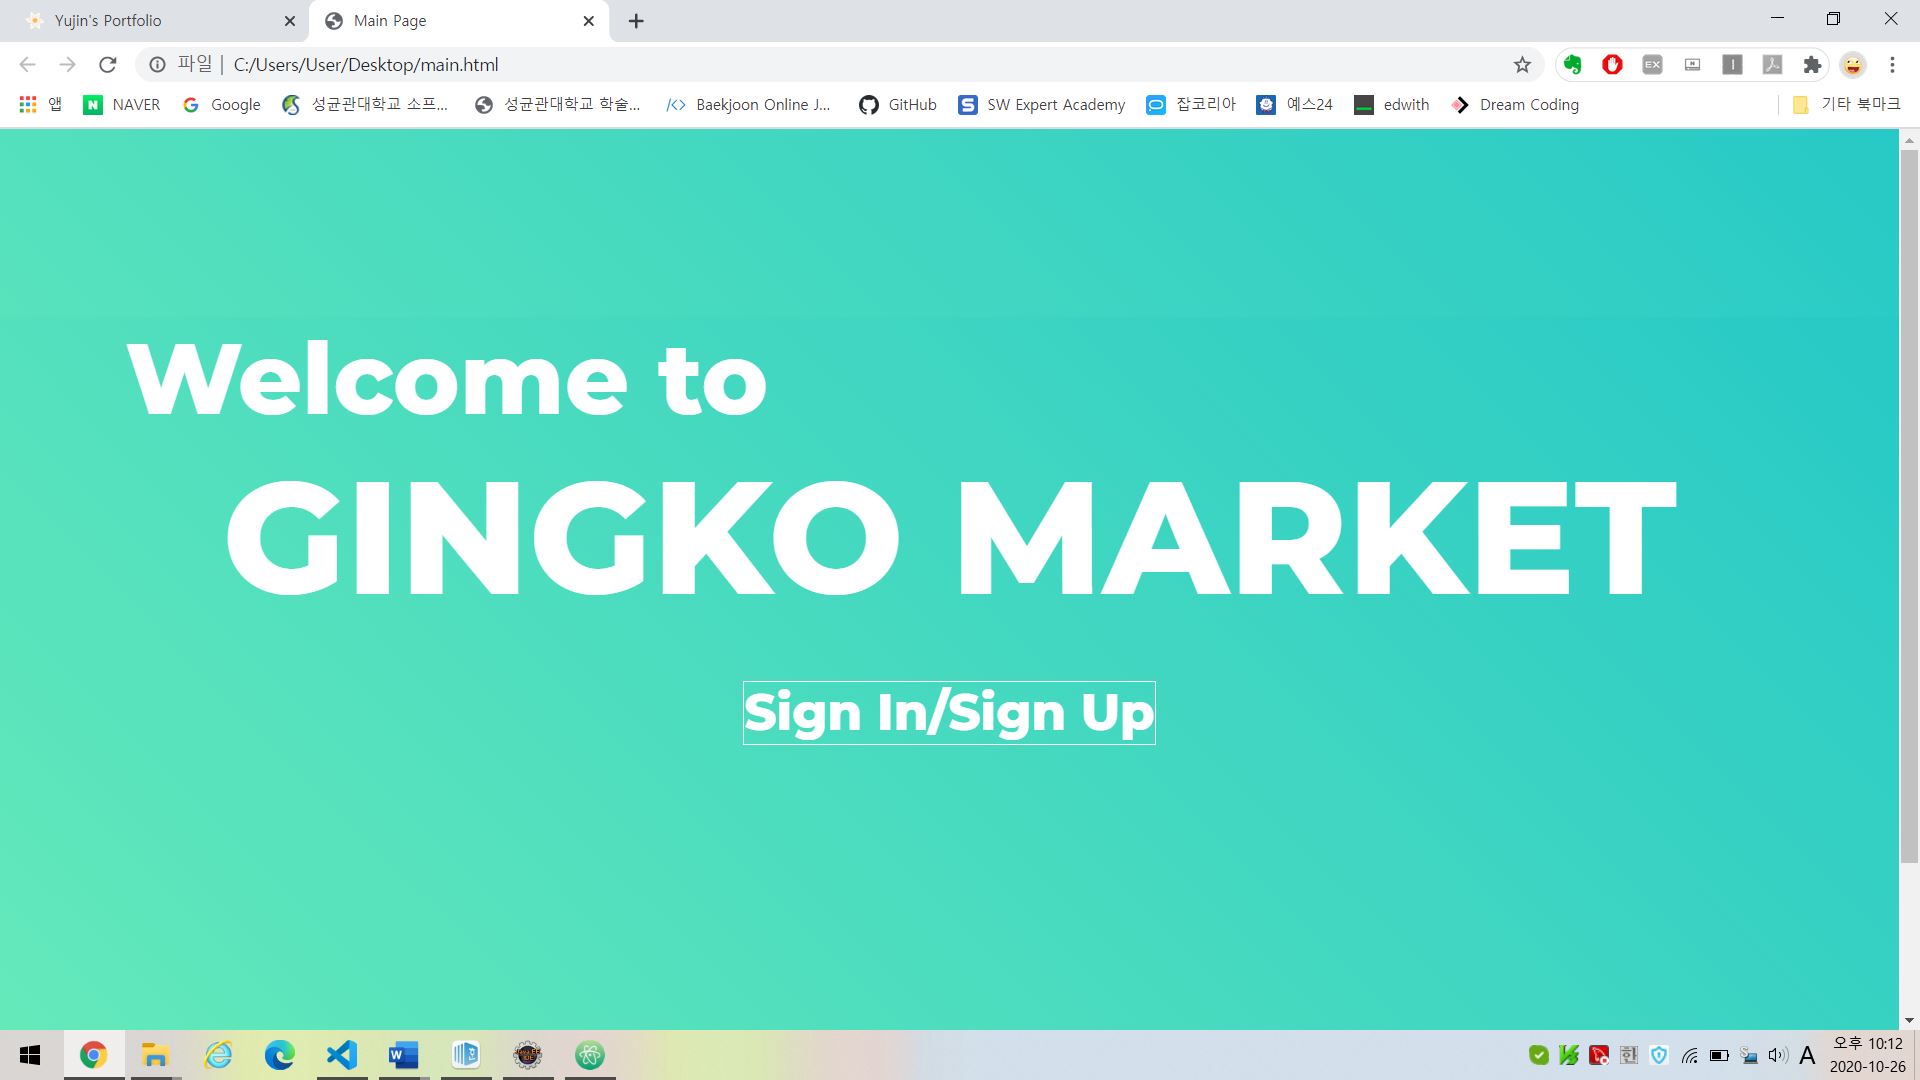 Yujin's Portfolio
Main Page
파일 | C:/Users/User/Desktop/main.html
EX
앱
NAVER
Google
성균관대학교 소프...
성균관대학교 학술...
Baekjoon Online J...
GitHub
SW Expert Academy
잡코리아
예스24
edwith
Dream Coding
기타 북마크
Welcome to
GINGKO MARKET
Sign In/Sign Up
한
A
오후 10:12
2020-10-26